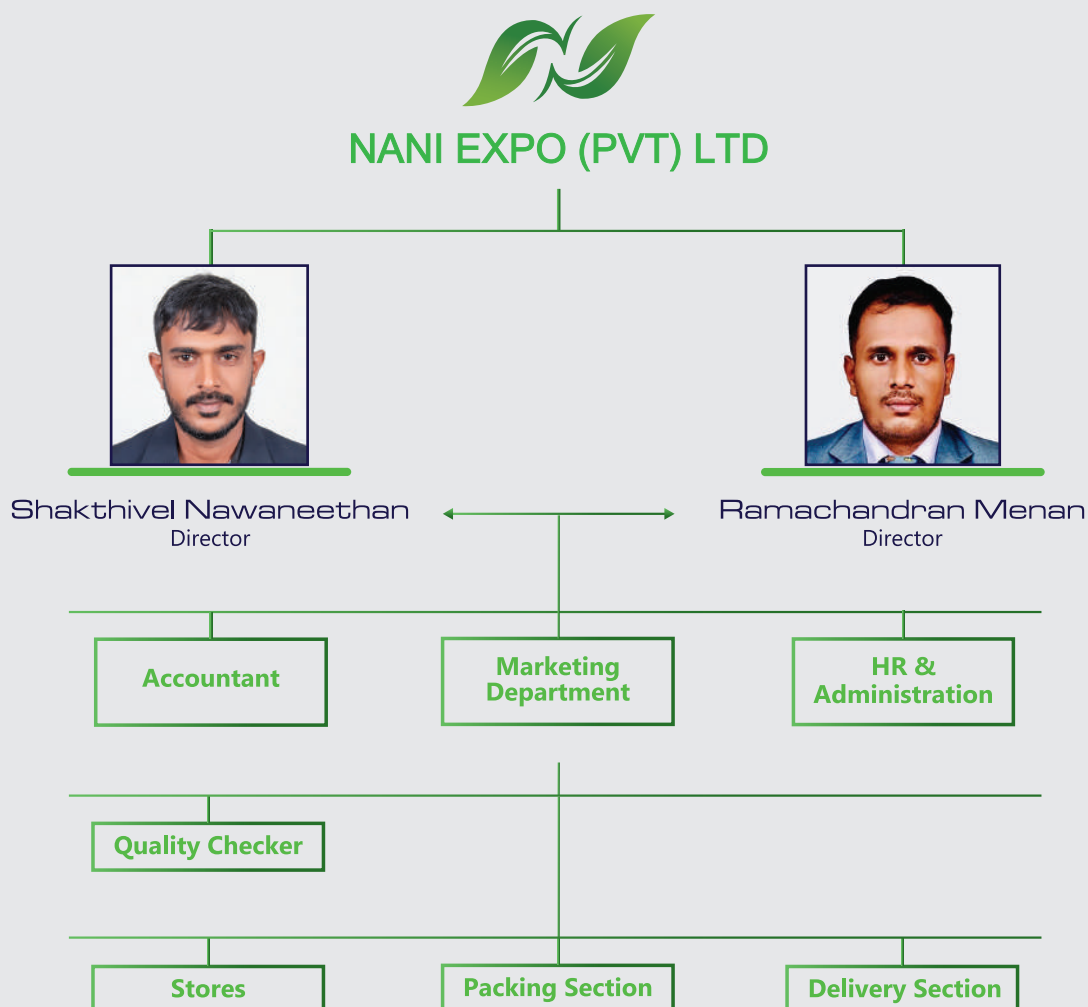 NANI EXPO (PVT) LTD
Shakthivel Nawaneethan
Director
Ramachandran Menan
Director
Accountant
Marketing
Department
HR &
Administration
Quality Checker
Stores
Packing Section
Delivery Section